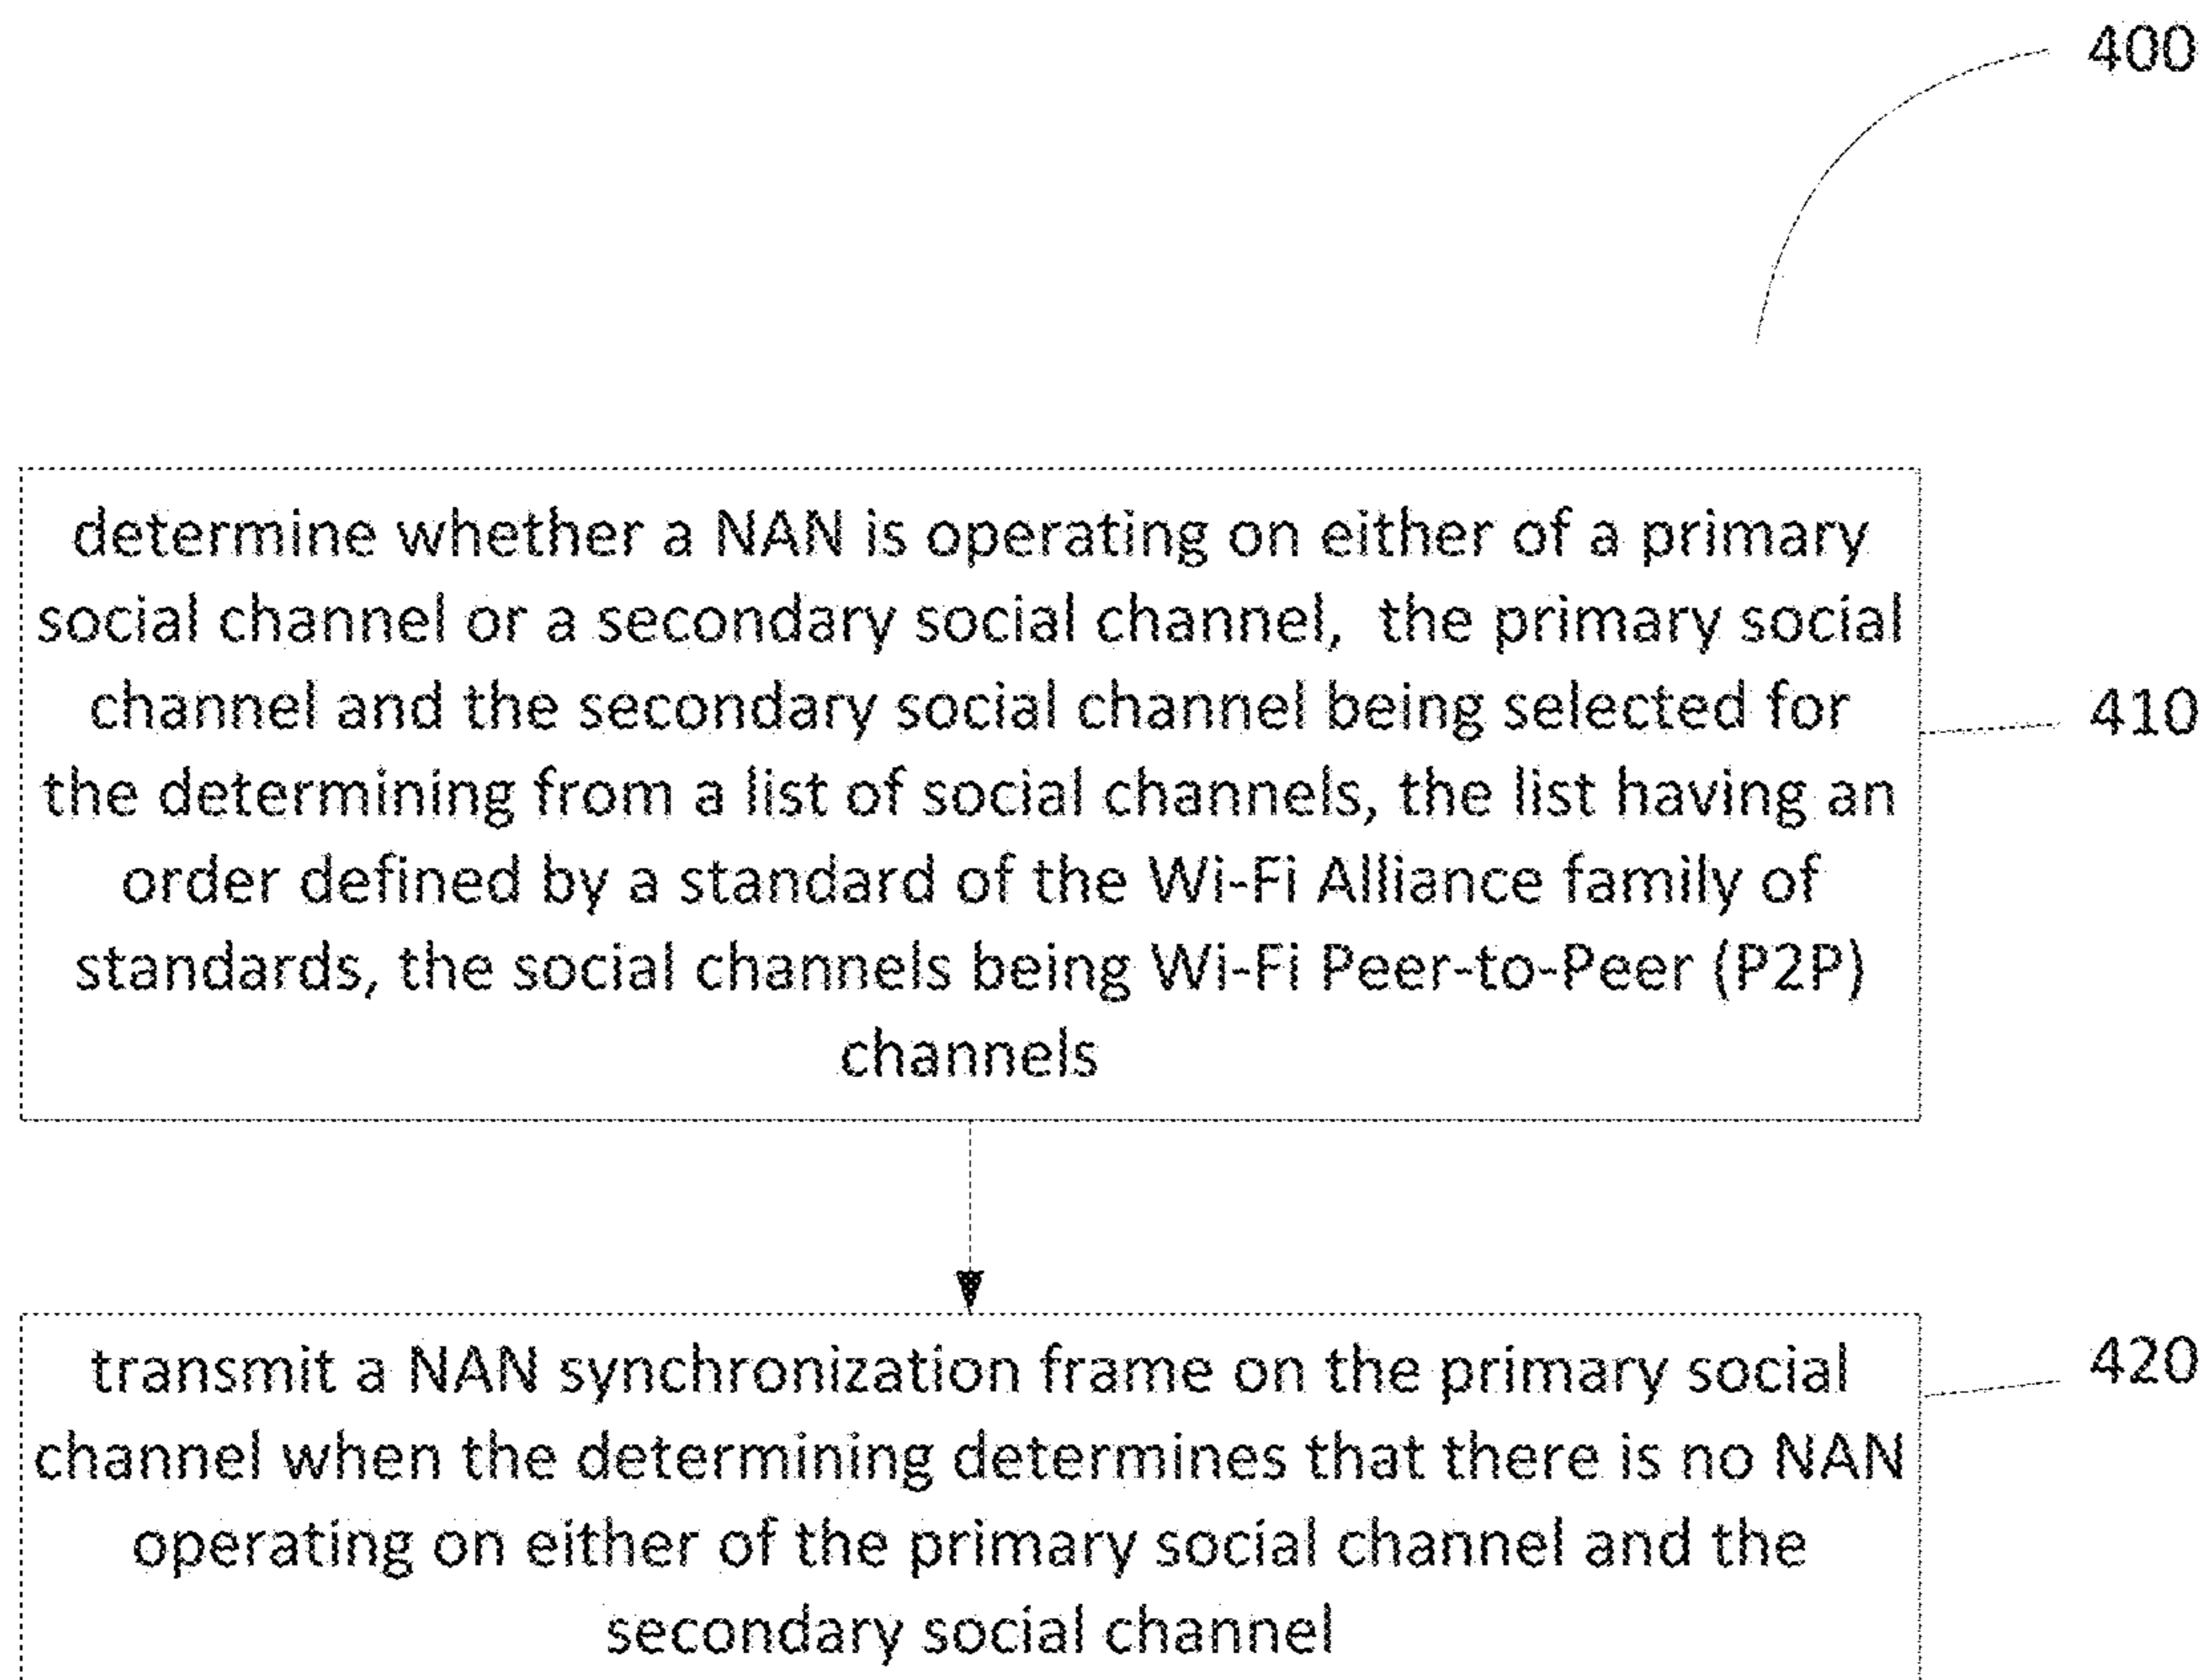 400
determine whether a NAN is operating on either of a primary
social channel or a secondary social channel, the primary social
channel and the secondary social channel being selected for
the determining from a list of social channels, the list having an
order defined by a standard of the Wi-Fi Alliance family of
standards, the social channels being Wi-Fi Peer-to-Peer (P2P)
channels
410
transmit a NAN synchronization frame on the primary social
channel when the determining determines that there is no NAN
operating on either of the primary social channel and the
secondary social channel
420